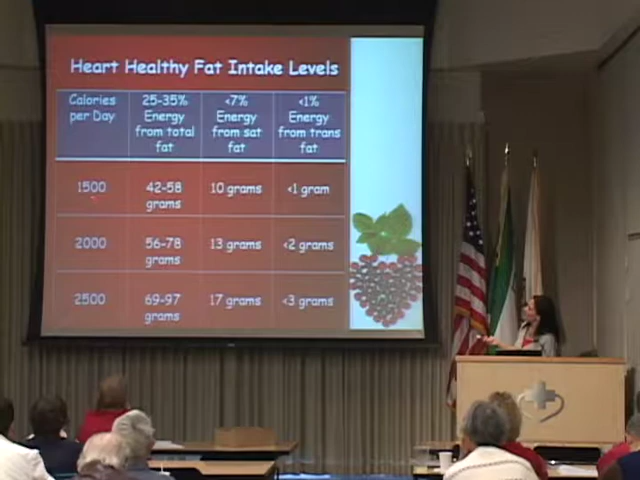 Heart Healthy Fat Intake Levels
Calories per Day
25-35% Energy from total fat
<7% Energy from sat fat
<1% Energy from trans fat
1500
42-58 grams
10 grams
<1 gram
2000
56-78 grams
13 grams
<2 grams
2500
69-97 grams
17 grams
<3 grams